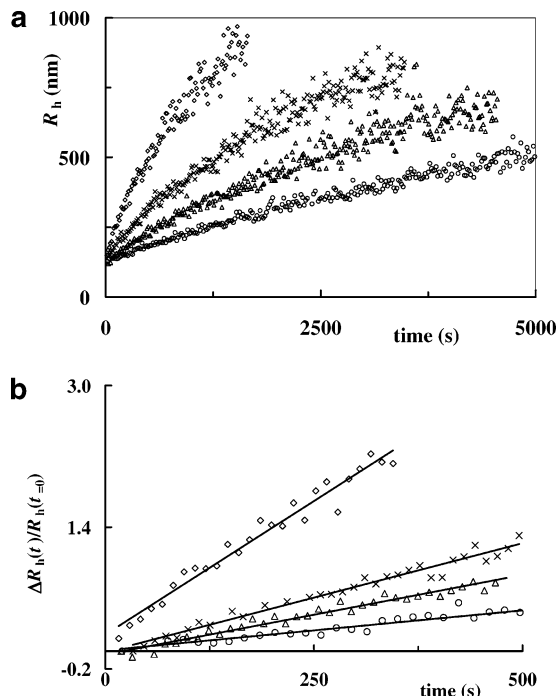 a
1000
R h (nm)
500
0
0 2500 5000
time (s)
b
3.0
ΔR h (t)/R h (t =0)
1.4
-0.2
0 250 500
time (s)